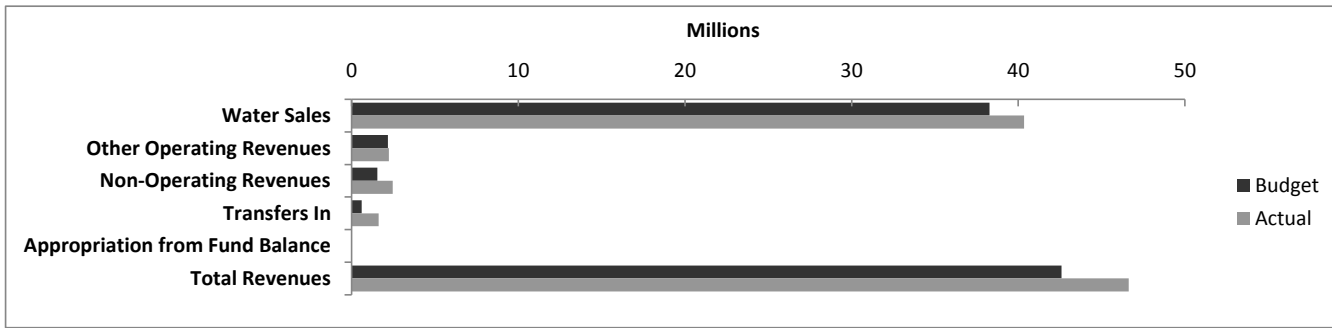 Millions
0 10 20 30 40 50
Water Sales
Other Operating Revenues
Non-Operating Revenues
Transfers In
Appropriation from Fund Balance
Total Revenues
Budget
Actual